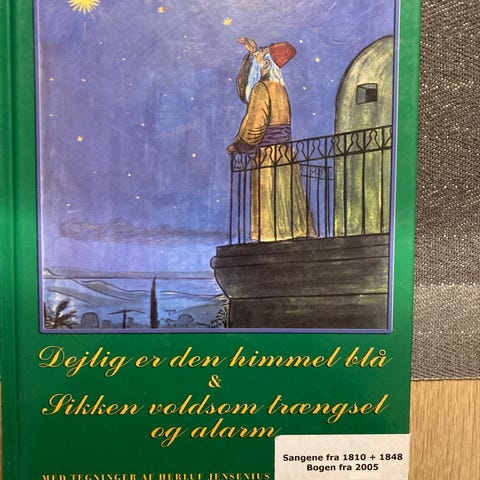 Dejlig er den himmel blå
&
Sikken voldsom trængsel
og alarm
MED TEGNINGER AF HERLUF JENSENIUS
Sangene fra 1810 + 1848
Bogen fra 2005